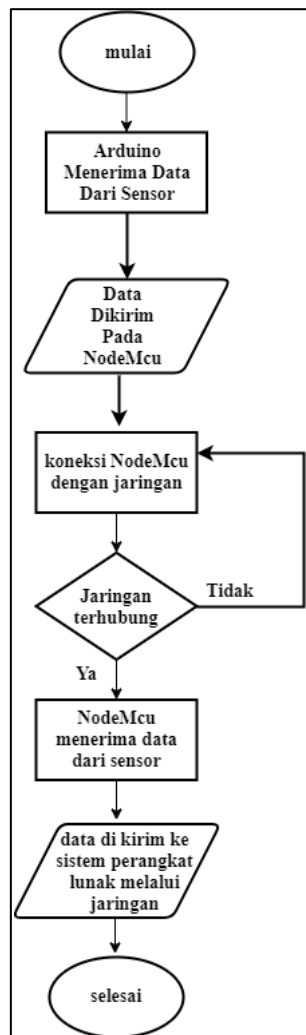 mulai
Arduino
Menerima Data
Dari Sensor
Data
Dikirim
Pada
NodeMcu
koneksi NodeMcu
dengan jaringan
Jaringan
terhubung
Tidak
Ya
NodeMcu
menerima data
dari sensor
data di kirim ke
sistem perangkat
lunak melalui
jaringan
selesai